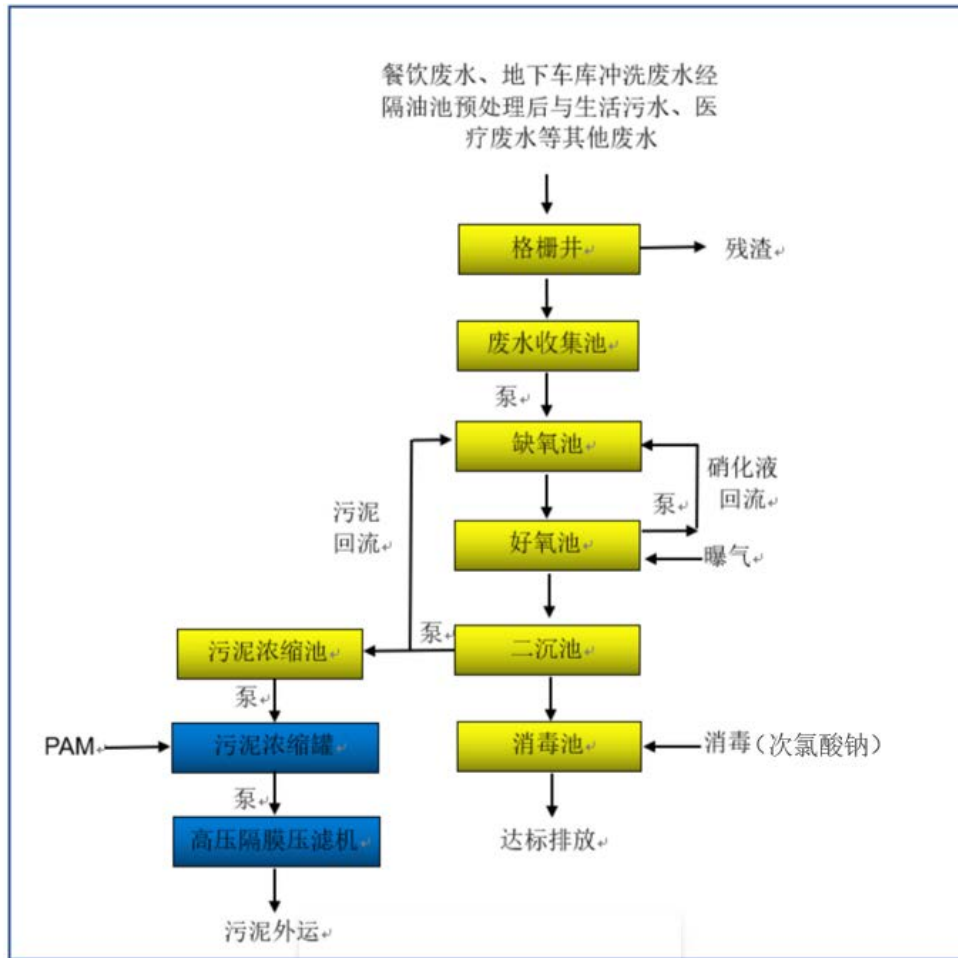 餐饮废水、地下车库冲洗废水经
隔油池预处理后与生活污水、医
疗废水等其他废水
格栅井
残渣
废水收集池
泵
缺氧池
硝化液
回流
泵
污泥
回流
好氧池
曝气
泵
污泥浓缩池
二沉池
泵
PAM
污泥浓缩罐
消毒池
消毒（次氯酸钠）
泵
高压隔膜压滤机
达标排放
污泥外运